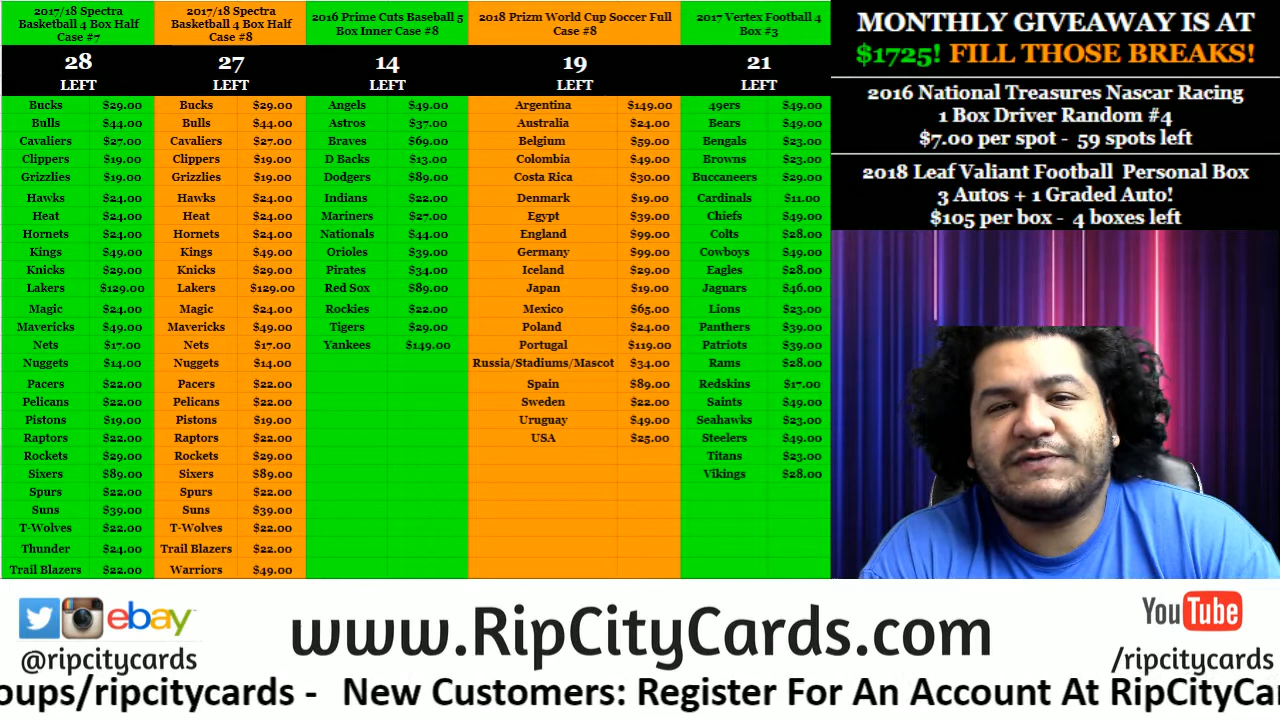 2017/18 Spectra
Basketball 4 Box Half
Case #7
28
LEFT
Bucks $29.00
Bulls $44.00
Cavaliers $27.00
Clippers $19.00
Grizzlies $19.00
Hawks $24.00
Heat $24.00
Hornets $24.00
Kings $49.00
Knicks $29.00
Lakers $129.00
Magic $24.00
Mavericks $49.00
Nets $17.00
Nuggets $14.00
Pacers $22.00
Pelicans $22.00
Pistons $19.00
Raptors $22.00
Rockets $29.00
Sixers $89.00
Spurs $22.00
Suns $39.00
T-Wolves $22.00
Thunder $24.00
Trail Blazers $22.00
2017/18 Spectra
Basketball 4 Box Half
Case #8
27
LEFT
Bucks $29.00
Bulls $44.00
Cavaliers $27.00
Clippers $19.00
Grizzlies $19.00
Hawks $24.00
Heat $24.00
Hornets $24.00
Kings $49.00
Knicks $29.00
Lakers $129.00
Magic $24.00
Mavericks $49.00
Nets $17.00
Nuggets $14.00
Pacers $22.00
Pelicans $22.00
Pistons $19.00
Raptors $22.00
Rockets $29.00
Sixers $89.00
Spurs $22.00
Suns $39.00
T-Wolves $22.00
Trail Blazers $22.00
Warriors $49.00
2016 Prime Cuts Baseball 5
Box Inner Case #8
14
LEFT
Angels $49.00
Astros $37.00
Braves $69.00
D Backs $13.00
Dodgers $89.00
Indians $22.00
Mariners $27.00
Nationals $44.00
Orioles $39.00
Pirates $34.00
Red Sox $89.00
Rockies $22.00
Tigers $29.00
Yankees $149.00
2018 Prizm World Cup Soccer Full
Case #8
19
LEFT
Argentina $149.00
Australia $24.00
Belgium $59.00
Colombia $49.00
Costa Rica $30.00
Denmark $19.00
Egypt $39.00
England $99.00
Germany $99.00
Iceland $29.00
Japan $19.00
Mexico $65.00
Poland $24.00
Portugal $119.00
Russia/Stadiums/Mascot $34.00
Spain $89.00
Sweden $22.00
Uruguay $49.00
USA $25.00
2017 Vertex Football 4
Box #3
21
LEFT
49ers $49.00
Bears $49.00
Bengals $23.00
Browns $23.00
Buccaneers $29.00
Cardinals $11.00
Chiefs $49.00
Colts $28.00
Cowboys $49.00
Eagles $28.00
Jaguars $46.00
Lions $23.00
Panthers $39.00
Patriots $39.00
Rams $28.00
Redskins $17.00
Saints $49.00
Seahawks $23.00
Steelers $49.00
Titans $23.00
Vikings $28.00
MONTHLY GIVEAWAY IS AT
$1725! FILL THOSE BREAKS!
2016 National Treasures Nascar Racing
1 Box Driver Random #4
$7.00 per spot - 59 spots left
2018 Leaf Valiant Football Personal Box
3 Autos + 1 Graded Auto!
$105 per box - 4 boxes left
ebay
@ripcitycards
www.RipCityCards.com
YouTube
/ripcitycards
oups/ripcitycards - New Customers: Register For An Account At RipCityCar